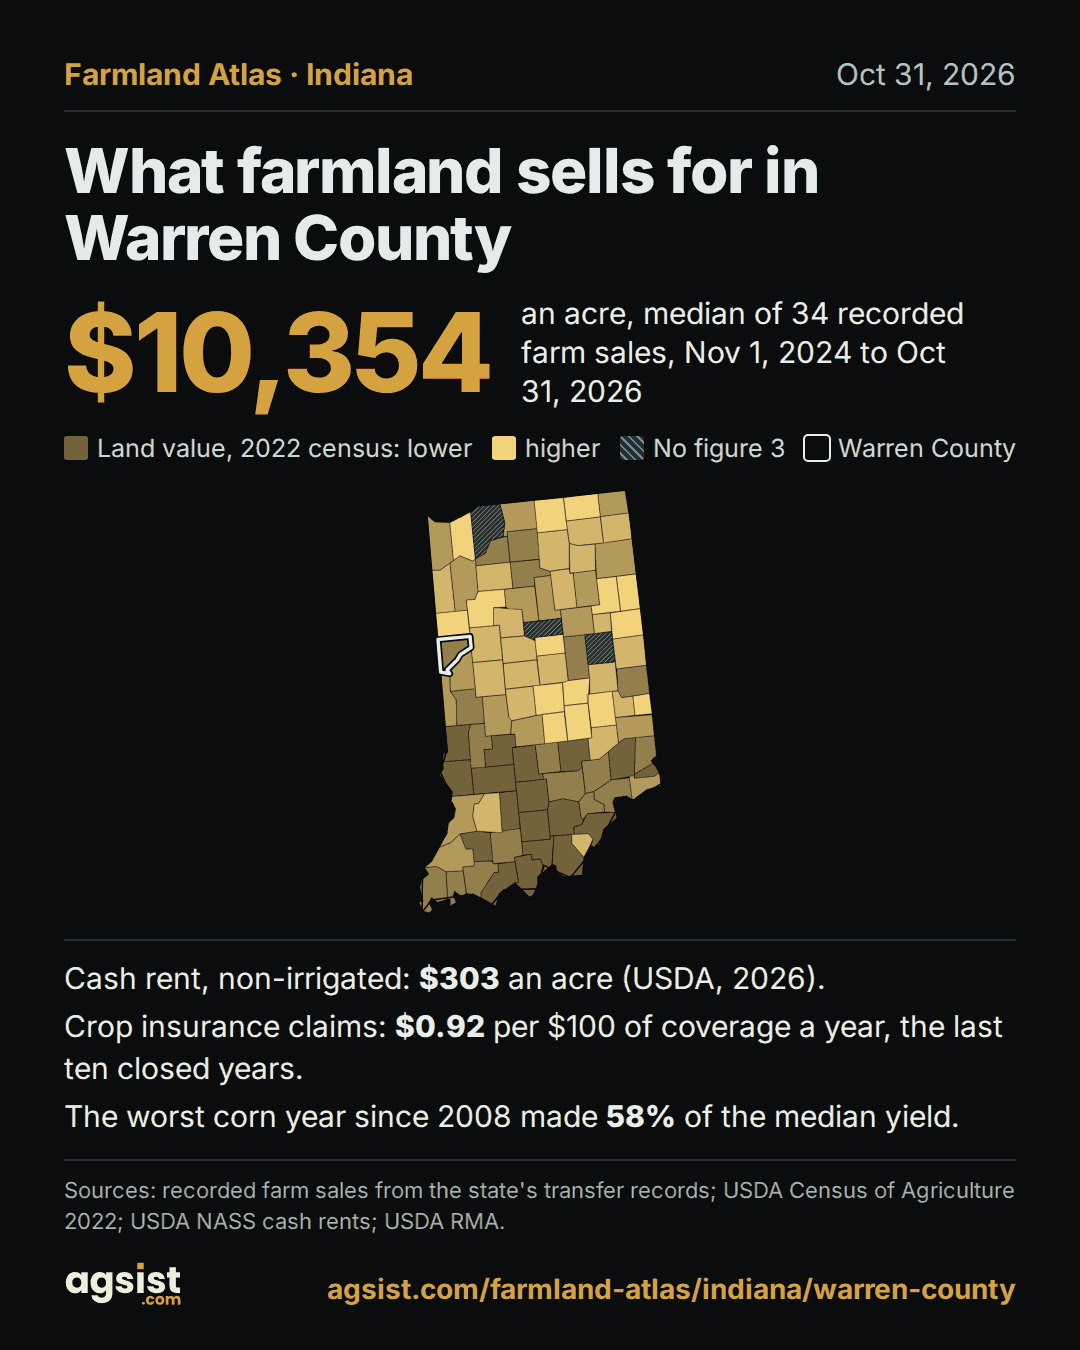 Farmland Atlas · Indiana
Oct 31, 2026
What farmland sells for in
Warren County
$10,354
an acre, median of 34 recorded
farm sales, Nov 1, 2024 to Oct
31, 2026
Land value, 2022 census: lower
higher
No figure 3
Warren County
Cash rent, non-irrigated: $303 an acre (USDA, 2026).
Crop insurance claims: $0.92 per $100 of coverage a year, the last
ten closed years.
The worst corn year since 2008 made 58% of the median yield.
Sources: recorded farm sales from the state's transfer records; USDA Census of Agriculture
2022; USDA NASS cash rents; USDA RMA.
agsist
.com
agsist.com/farmland-atlas/indiana/warren-county